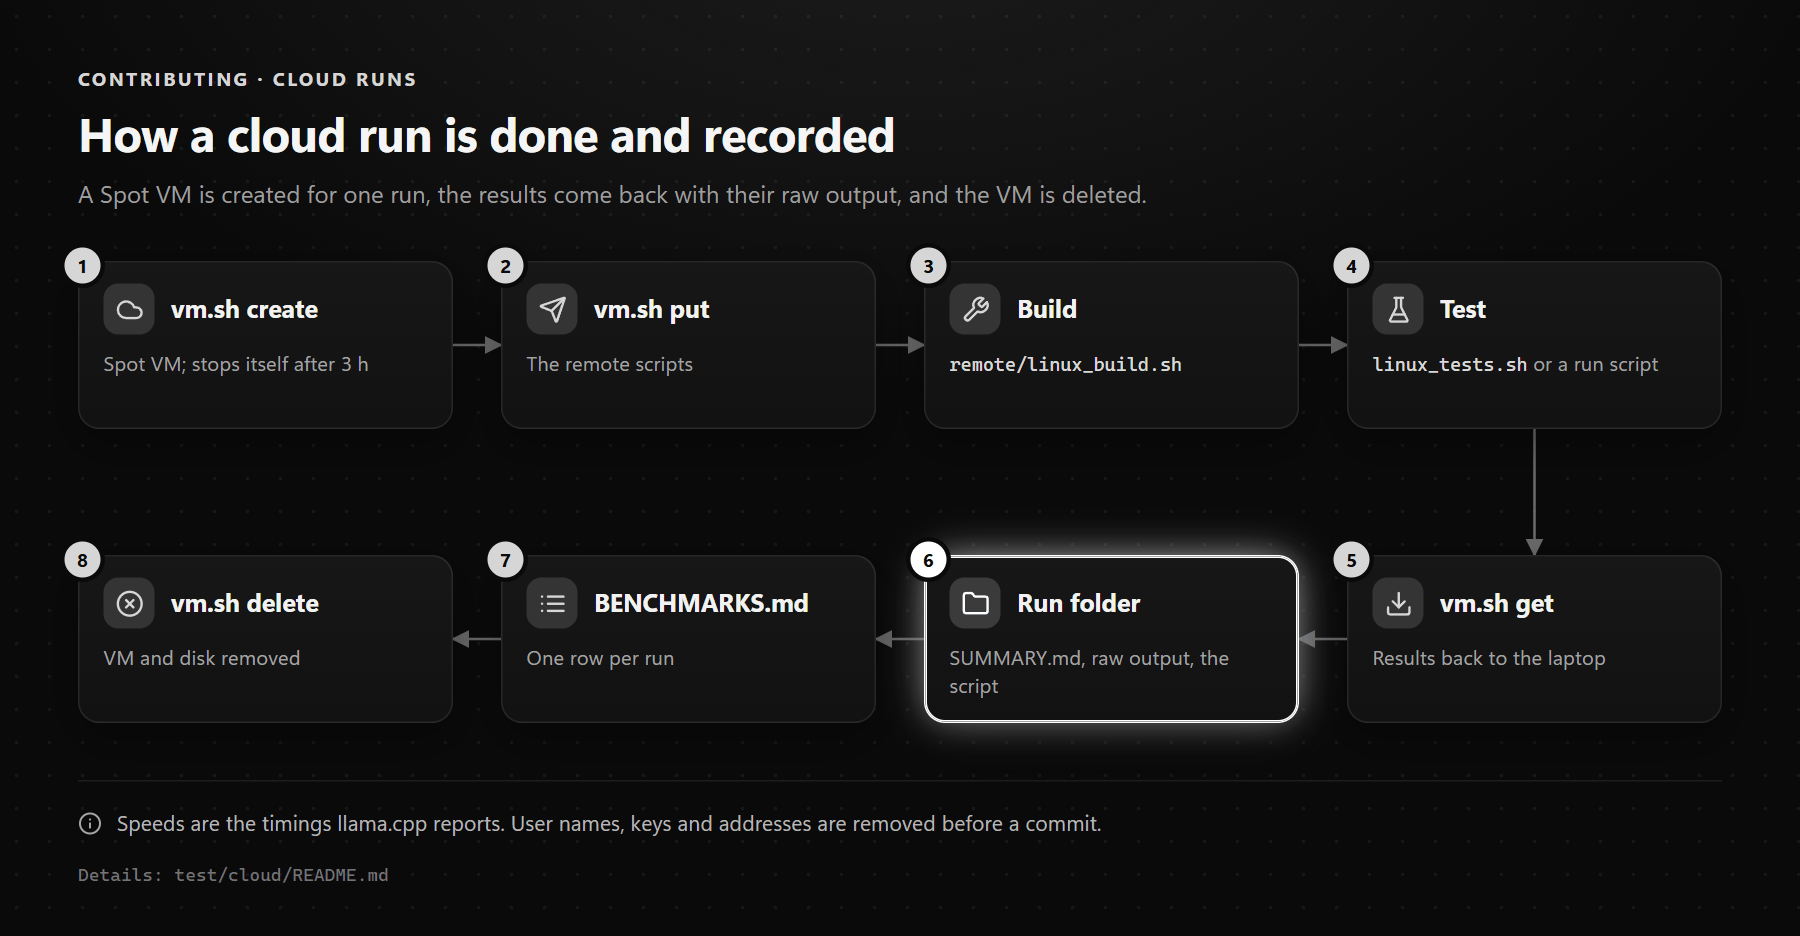 CONTRIBUTING · CLOUD RUNS
How a cloud run is done and recorded
A Spot VM is created for one run, the results come back with their raw output, and the VM is deleted.
1
vm.sh create
Spot VM; stops itself after 3 h
2
vm.sh put
The remote scripts
3
Build
remote/linux_build.sh
4
Test
linux_tests.sh or a run script
5
vm.sh get
Results back to the laptop
6
Run folder
SUMMARY.md, raw output, the
script
7
BENCHMARKS.md
One row per run
8
vm.sh delete
VM and disk removed
Speeds are the timings llama.cpp reports. User names, keys and addresses are removed before a commit.
Details: test/cloud/README.md